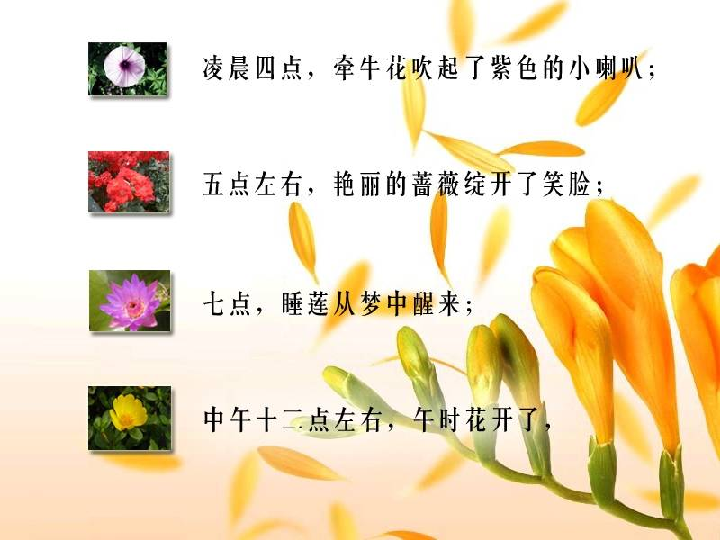 凌晨四点，牵牛花吹起了紫色的小喇叭；
五点左右，艳丽的蔷薇绽开了笑脸；
七点，睡莲从梦中醒来；
中午十二点左右，午时花开了，